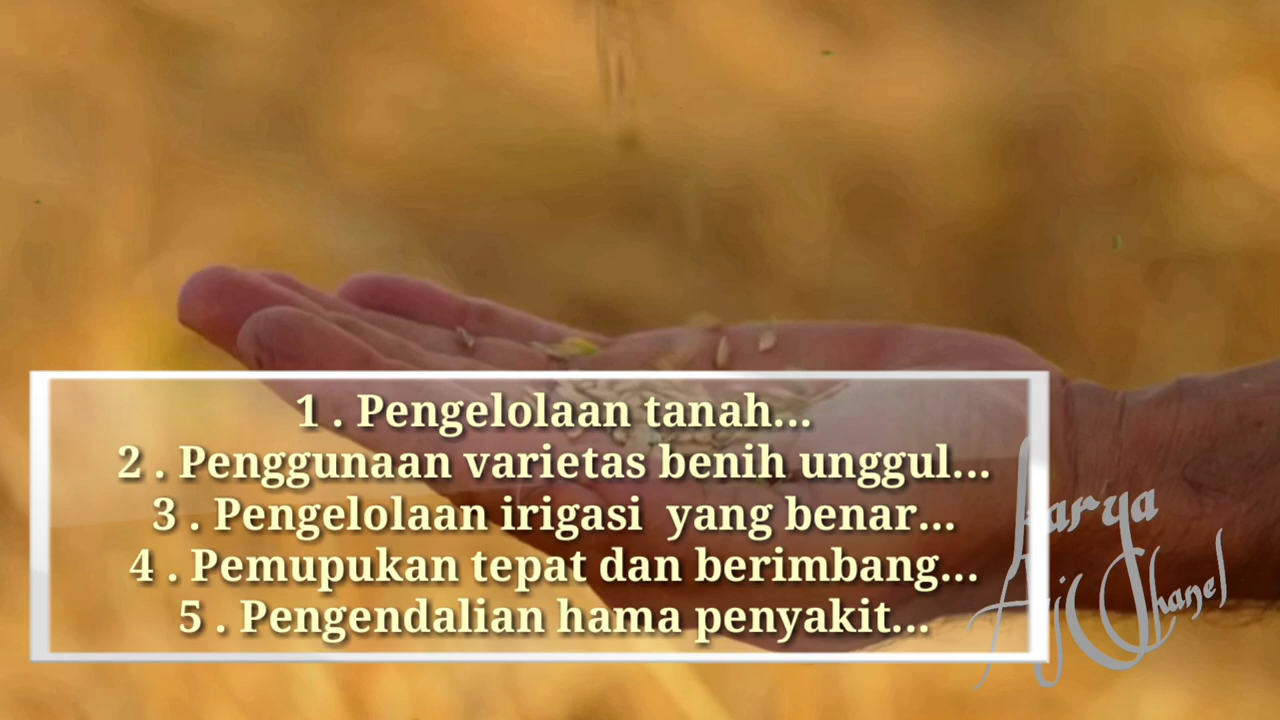 1 . Pengelolaan tanah...
2 . Penggunaan varietas benih unggul...
3 . Pengelolaan irigasi  yang benar...
4 . Pemupukan tepat dan berimbang...
5 . Pengendalian hama penyakit...
Karya
Chanel